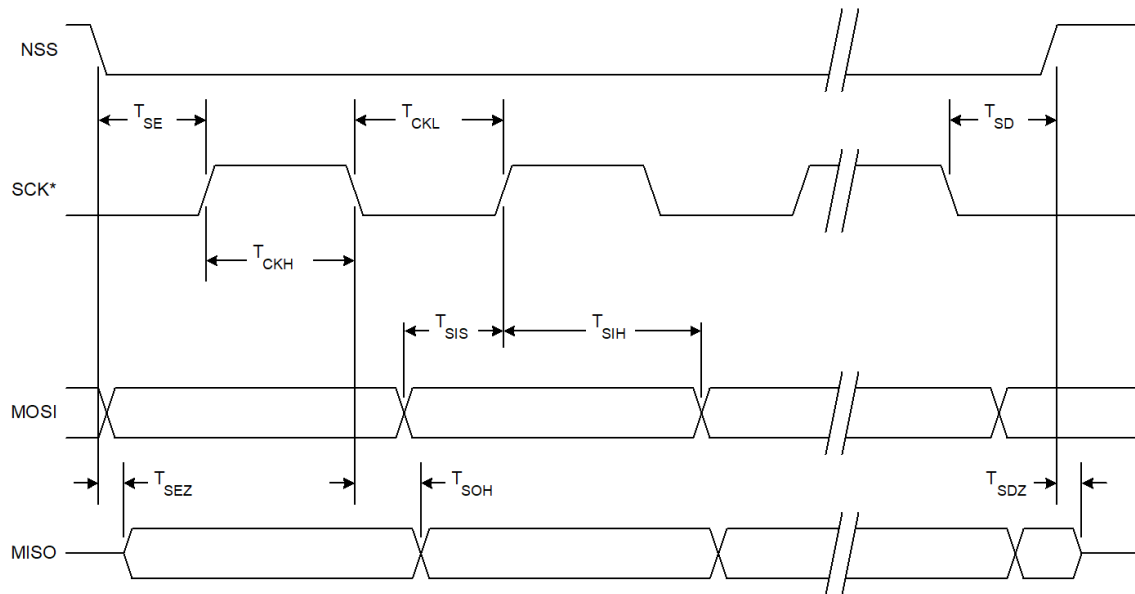 NSS
T_SE
T_CKL
T_SD
SCK*
T_CKH
T_SIS
T_SIH
MOSI
T_SEZ
T_SOH
T_SDZ
MISO